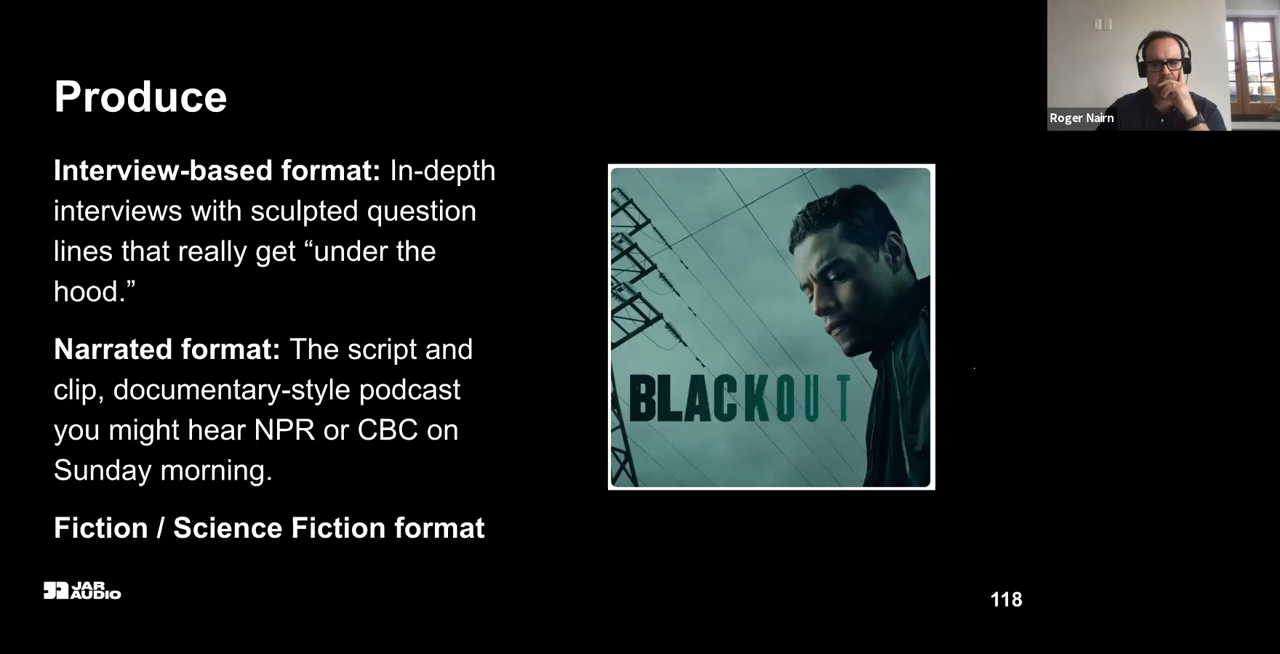 Produce
Roger Nairn
Interview-based format: In-depth
interviews with sculpted question
lines that really get “under the
hood.”
Narrated format: The script and
clip, documentary-style podcast
you might hear NPR or CBC on
Sunday morning.
Fiction / Science Fiction format
BLACKOUT
JAR
AUDIO
118